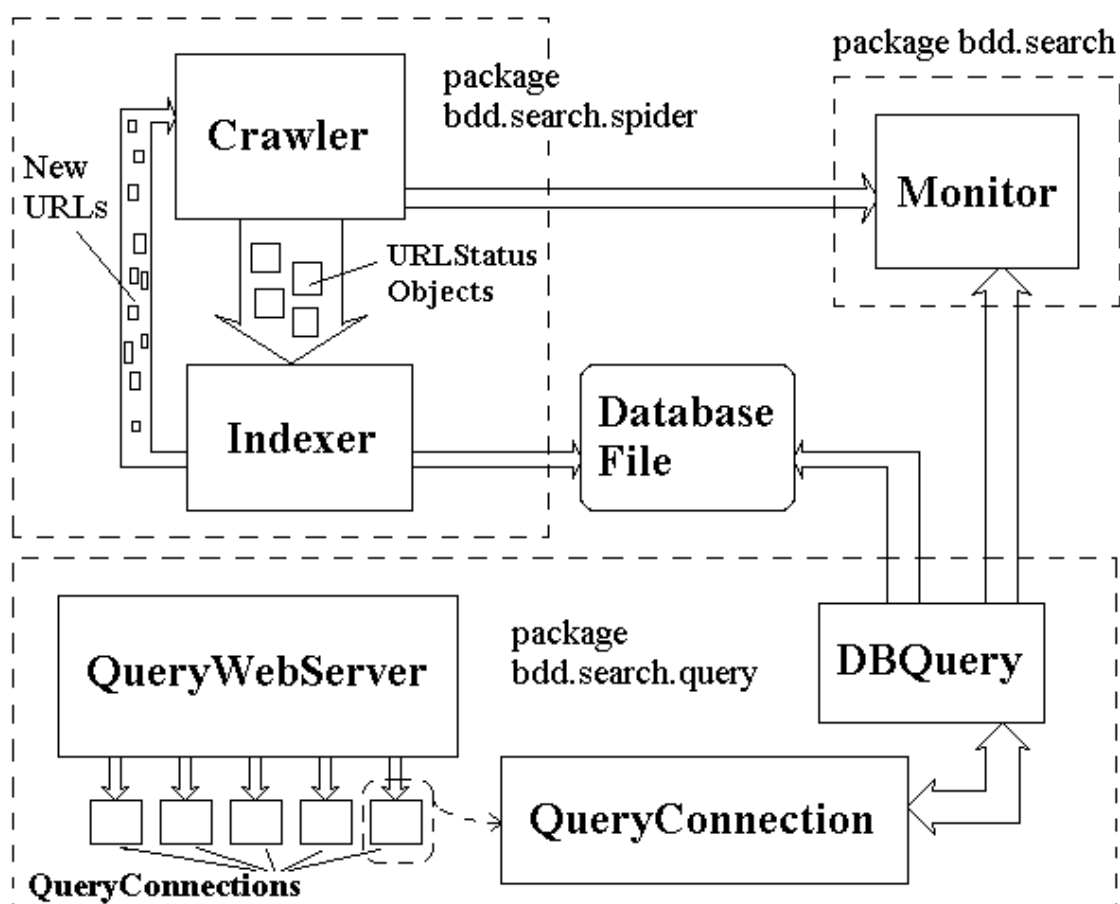 package bdd.search
package
bdd.search.spider
Crawler
New
URLs
Monitor
URLStatus
Objects
Indexer
Database
File
package
bdd.search.query
QueryWebServer
DBQuery
QueryConnection
QueryConnections